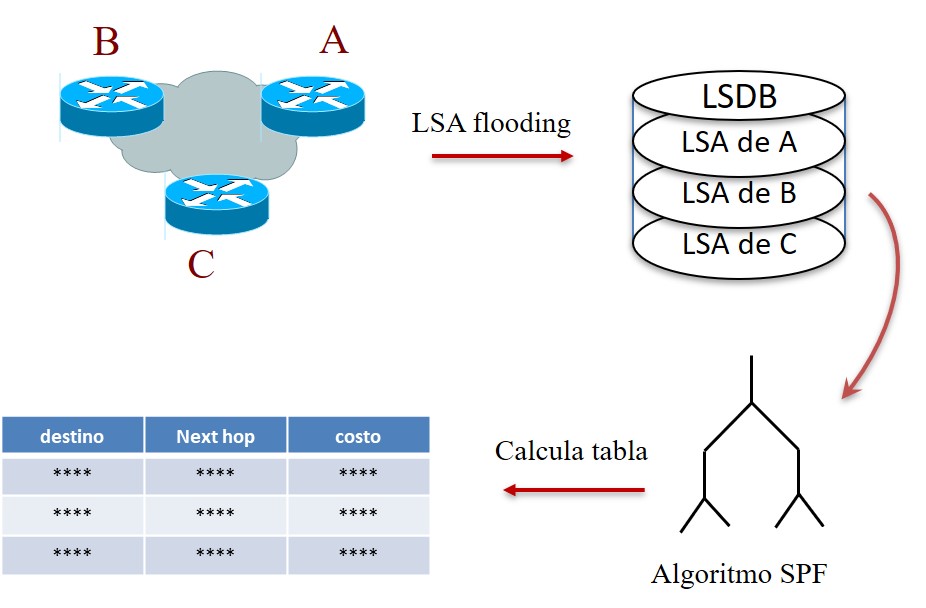 B
A
C
LSA flooding
LSDB
LSA de A
LSA de B
LSA de C
destino Next hop costo
**** **** ****
**** **** ****
**** **** ****
Calcula tabla
Algoritmo SPF